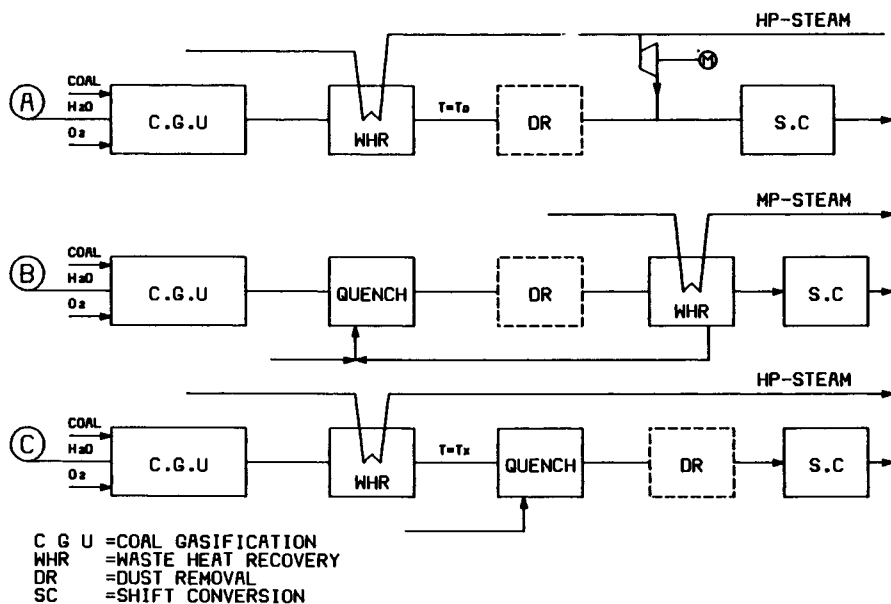 HP-STEAM
M
COAL
A H2O C.G.U WHR T=To DR S.C
O2
MP-STEAM
COAL
B H2O C.G.U QUENCH DR WHR S.C
O2
HP-STEAM
COAL
C H2O C.G.U WHR T=Tx QUENCH DR S.C
O2
C G U =COAL GASIFICATION
WHR =WASTE HEAT RECOVERY
DR =DUST REMOVAL
SC =SHIFT CONVERSION